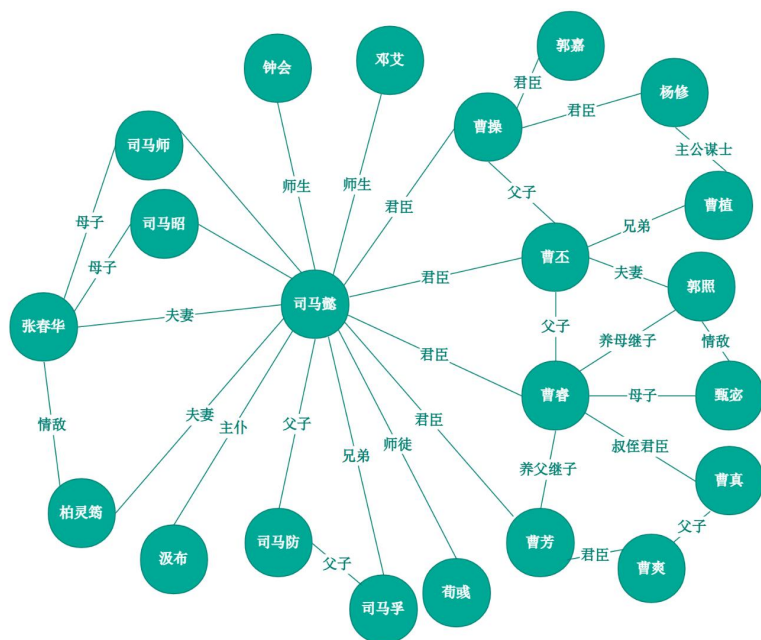 郭嘉
钟会
邓艾
君臣
杨修
曹操
君臣
司马师
主公谋士
师生
师生
父子
曹植
君臣
母子
司马昭
兄弟
曹丕
母子
君臣
夫妻
郭照
司马懿
张春华
夫妻
父子
养母继子
情敌
君臣
曹睿
母子
甄宓
情敌
夫妻
主仆
父子
君臣
师徒
叔侄君臣
兄弟
养父继子
曹真
柏灵筠
司马防
曹芳
父子
汲布
君臣
父子
曹爽
荀彧
司马孚